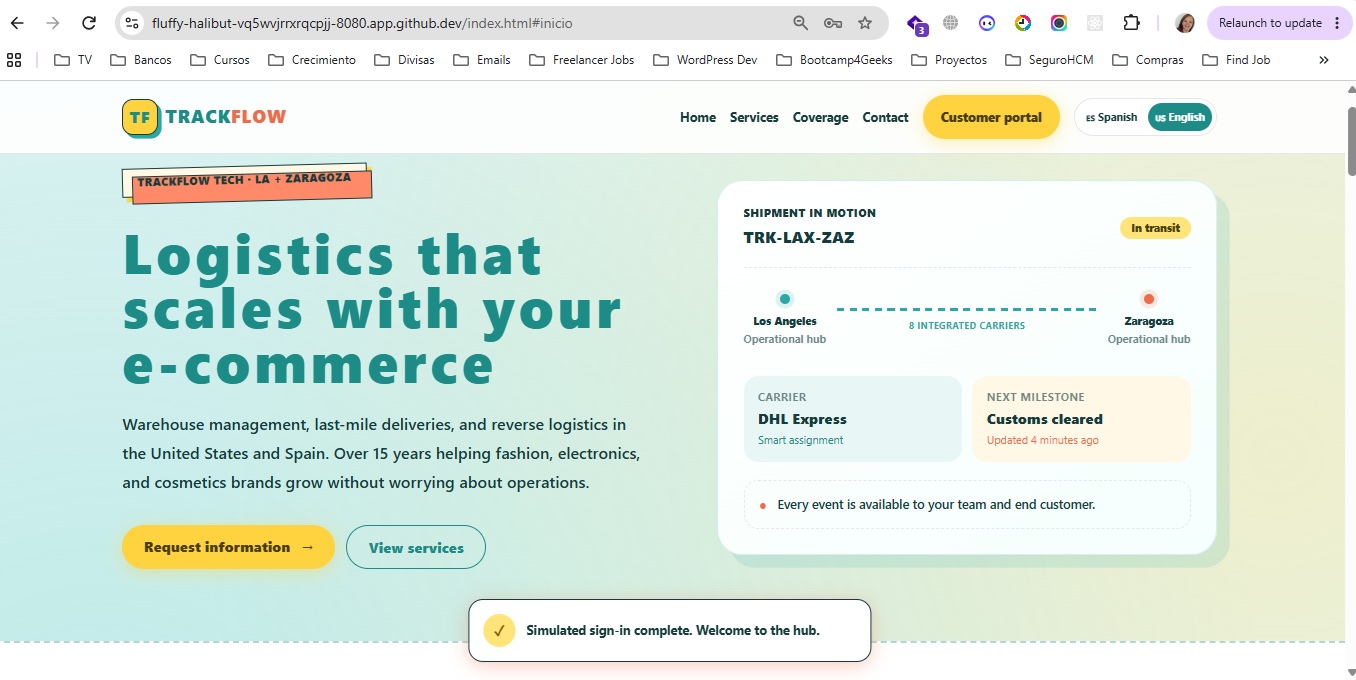 fluffy-halibut-vq5wvjrrxrqcpjj-8080.app.github.dev/index.html#inicio
3
Relaunch to update
TV
Bancos
Cursos
Crecimiento
Divisas
Emails
Freelancer Jobs
WordPress Dev
Bootcamp4Geeks
Proyectos
SeguroHCM
Compras
Find Job
»
TF TRACKFLOW
Home
Services
Coverage
Contact
Customer portal
ES Spanish
US English
TRACKFLOW TECH · LA + ZARAGOZA
Logistics that
scales with your
e-commerce
Warehouse management, last-mile deliveries, and reverse logistics in
the United States and Spain. Over 15 years helping fashion, electronics,
and cosmetics brands grow without worrying about operations.
Request information →
View services
SHIPMENT IN MOTION
TRK-LAX-ZAZ
In transit
Los Angeles
Operational hub
8 INTEGRATED CARRIERS
Zaragoza
Operational hub
CARRIER
DHL Express
Smart assignment
NEXT MILESTONE
Customs cleared
Updated 4 minutes ago
Every event is available to your team and end customer.
✓ Simulated sign-in complete. Welcome to the hub.